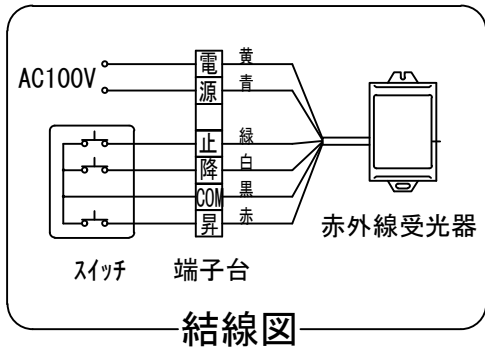 AC100V
電 黄
源 青
止 緑
降 白
COM 黒
昇 赤
スイッチ
端子台
赤外線受光器
結線図